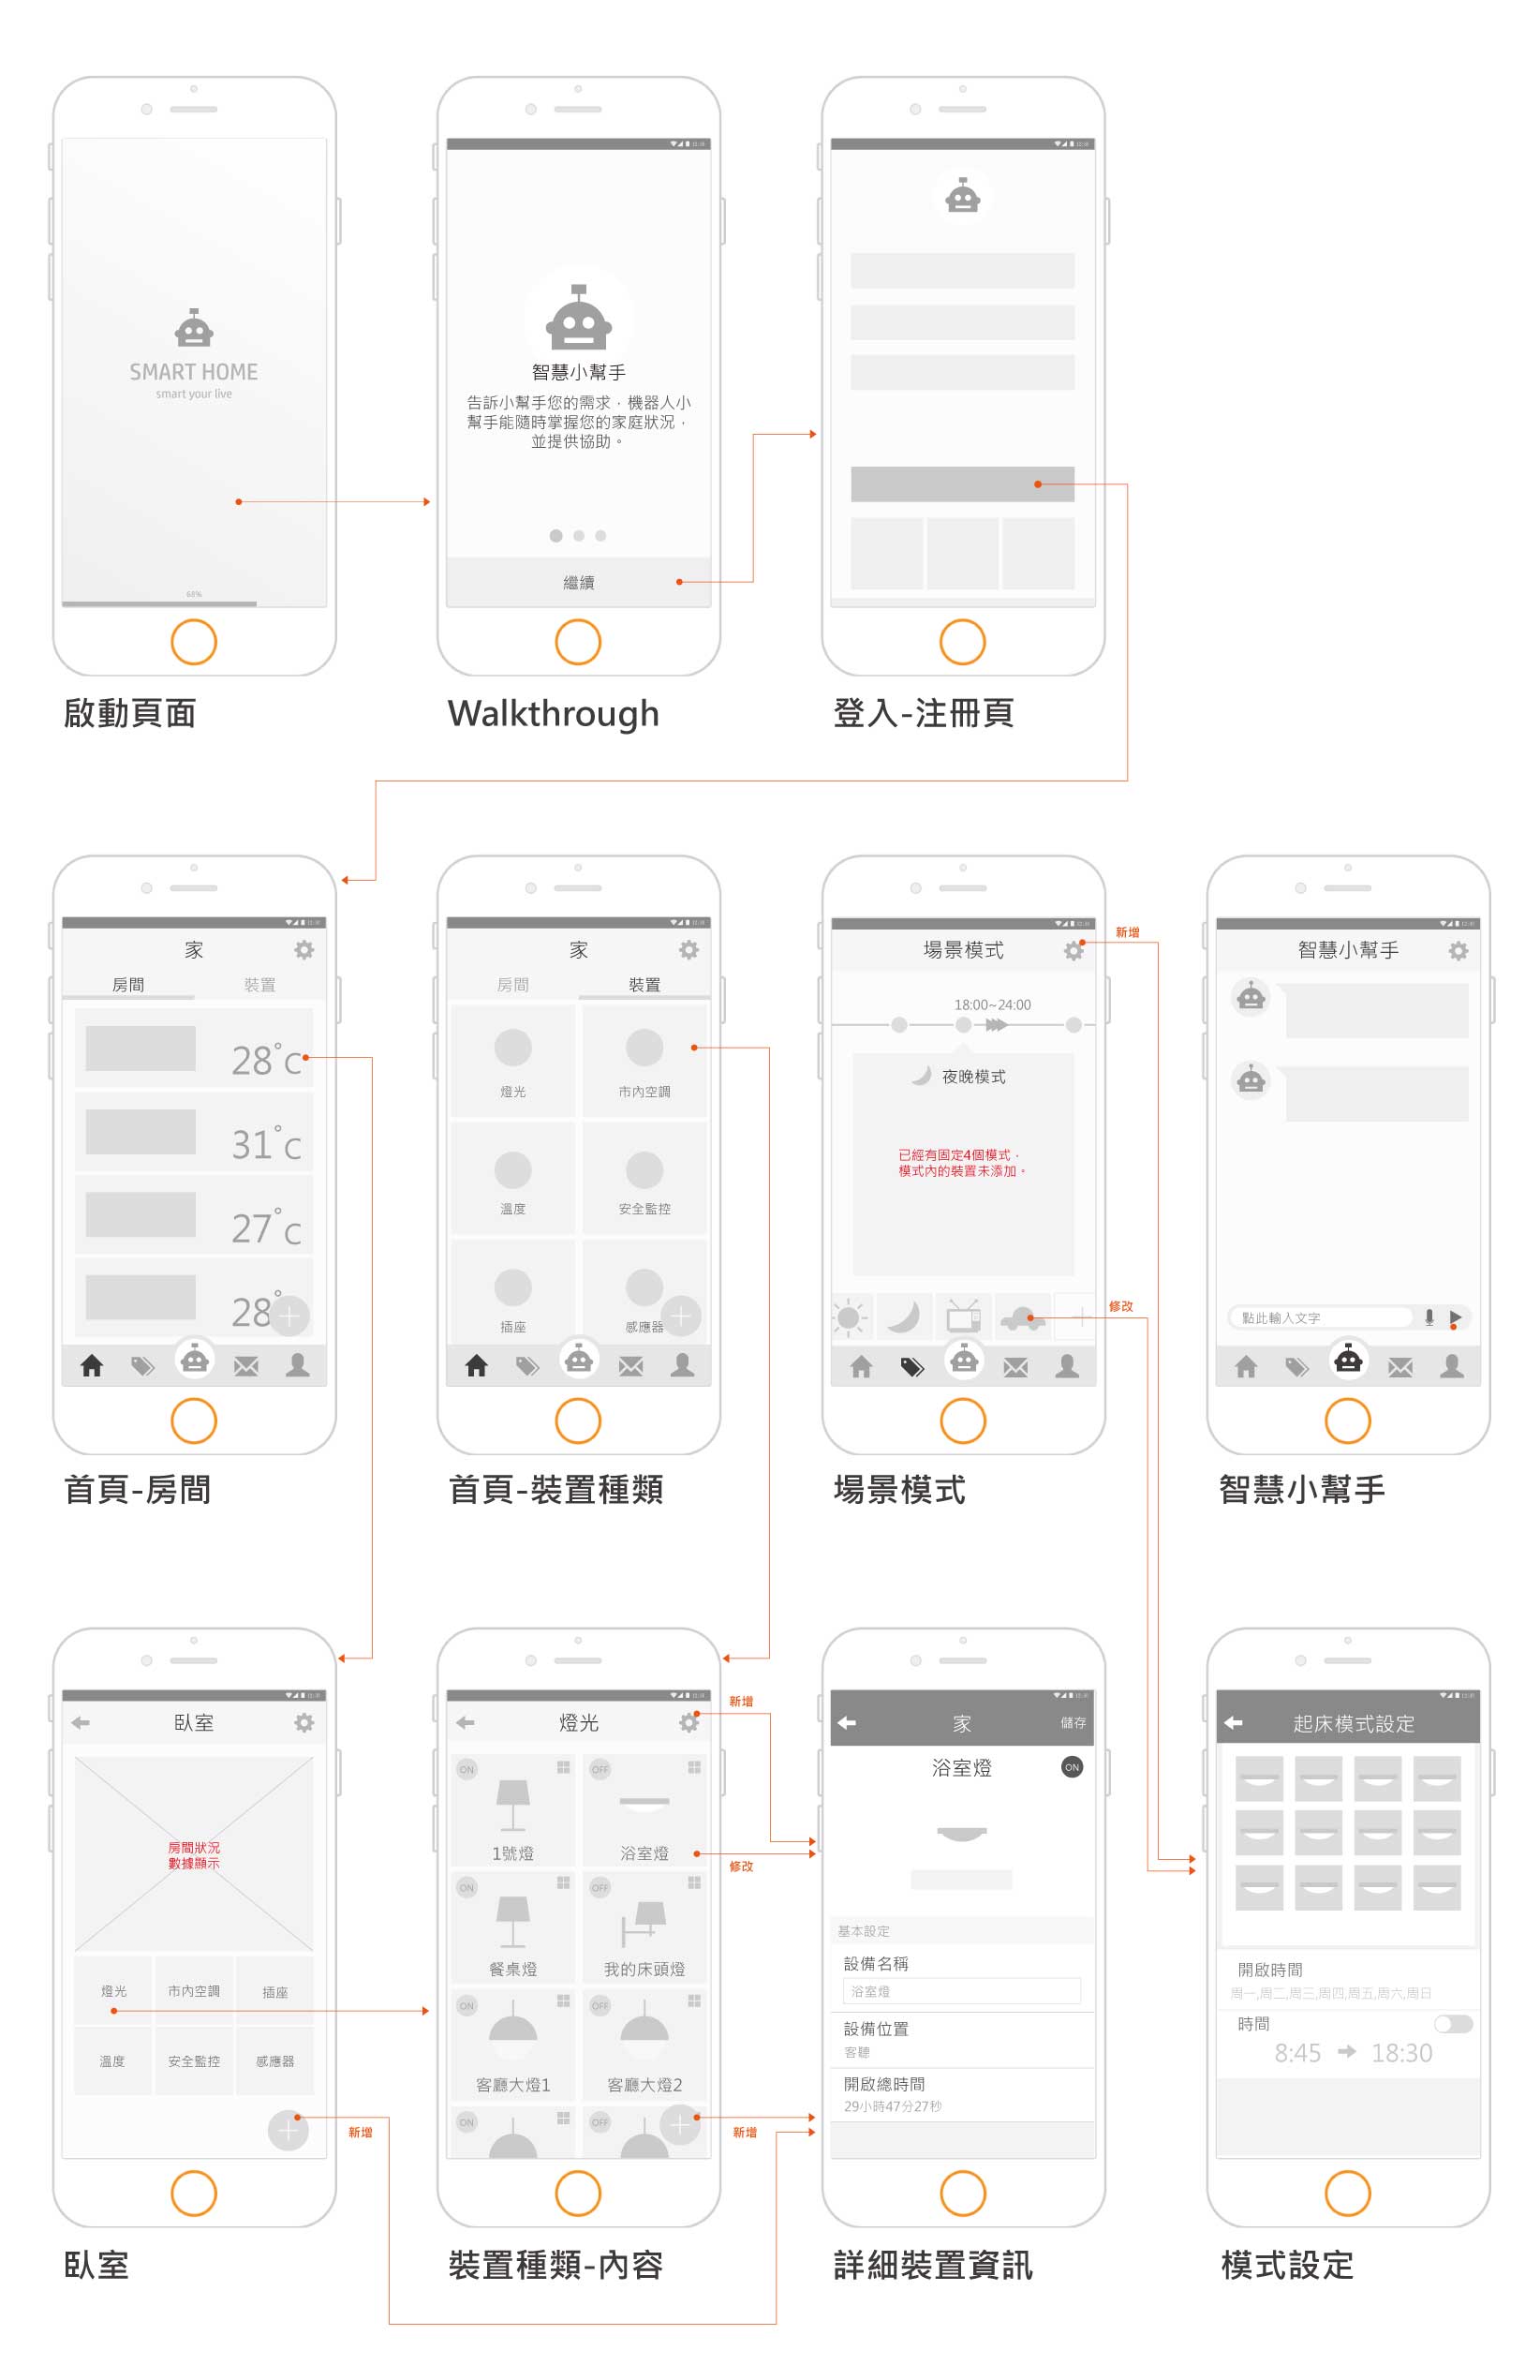 SMART HOME
smart your live
68%
啟動頁面
智慧小幫手
告訴小幫手您的需求，機器人小
幫手能隨時掌握您的家庭狀況，
並提供協助。
繼續
Walkthrough
登入-注冊頁
家
房間
裝置
28°C
31°C
27°C
28°
首頁-房間
家
房間
裝置
燈光
市內空調
溫度
安全監控
插座
感應器
首頁-裝置種類
場景模式
新增
18:00~24:00
夜晚模式
已經有固定4個模式，
模式內的裝置未添加。
修改
場景模式
智慧小幫手
點此輸入文字
智慧小幫手
臥室
房間狀況
數據顯示
燈光
市內空調
插座
溫度
安全監控
感應器
新增
臥室
燈光
新增
ON
OFF
1號燈
浴室燈
修改
ON
OFF
餐桌燈
我的床頭燈
ON
OFF
客廳大燈1
客廳大燈2
ON
OFF
新增
裝置種類-內容
家
儲存
浴室燈
ON
基本設定
設備名稱
浴室燈
設備位置
客聽
開啟總時間
29小時47分27秒
詳細裝置資訊
起床模式設定
開啟時間
周一,周二,周三,周四,周五,周六,周日
時間
8:45
18:30
模式設定